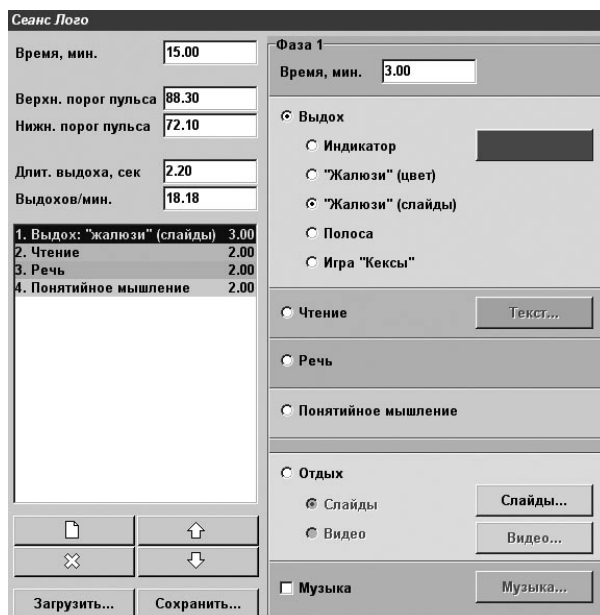 Сеанс Лого
Время, мин. 15.00
Верхн. порог пульса 88.30
Нижн. порог пульса 72.10
Длит. выдоха, сек 2.20
Выдохов/мин. 18.18
1. Выдох: "жалюзи" (слайды) 3.00
2. Чтение 2.00
3. Речь 2.00
4. Понятийное мышление 2.00
Загрузить... Сохранить...
Фаза 1
Время, мин. 3.00
Выдох
Индикатор
"Жалюзи" (цвет)
"Жалюзи" (слайды)
Полоса
Игра "Кексы"
Чтение Текст...
Речь
Понятийное мышление
Отдых
Слайды Слайды...
Видео Видео...
Музыка Музыка...